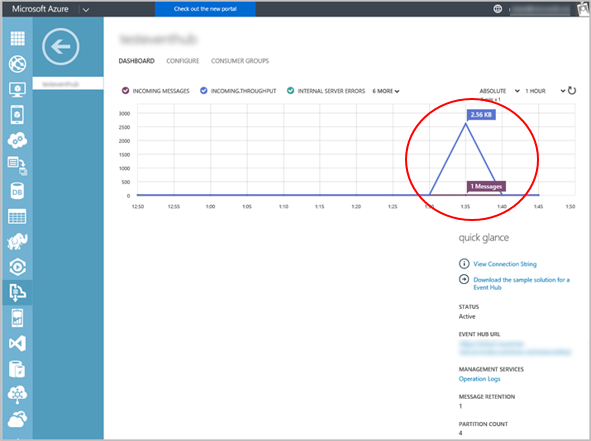 Microsoft Azure
Check out the new portal
DASHBOARD CONFIGURE CONSUMER GROUPS
INCOMING MESSAGES INCOMING THROUGHPUT INTERNAL SERVER ERRORS 6 MORE ABSOLUTE 1 HOUR
3000
2500
2000
1500
1000
500
0
2.56 KB
1 Messages
12:50 12:55 1:00 1:05 1:10 1:15 1:20 1:25 1:30 1:35 1:40 1:45 1:50
quick glance
View Connection String
Download the sample solution for a
Event Hub
STATUS
Active
EVENT HUB URL
MANAGEMENT SERVICES
Operation Logs
MESSAGE RETENTION
1
PARTITION COUNT
4
DB